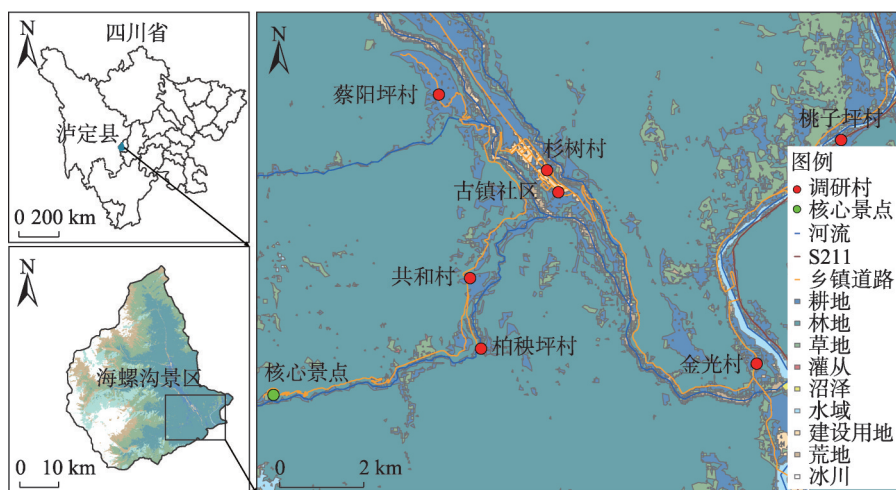 N
四川省
泸定县
0 200 km
N
海螺沟景区
0 10 km
N
蔡阳坪村
桃子坪村
杉树村
古镇社区
共和村
柏秧坪村
金光村
核心景点
0 2 km
图例
调研村
核心景点
河流
S211
乡镇道路
耕地
林地
草地
灌从
沼泽
水域
建设用地
荒地
冰川